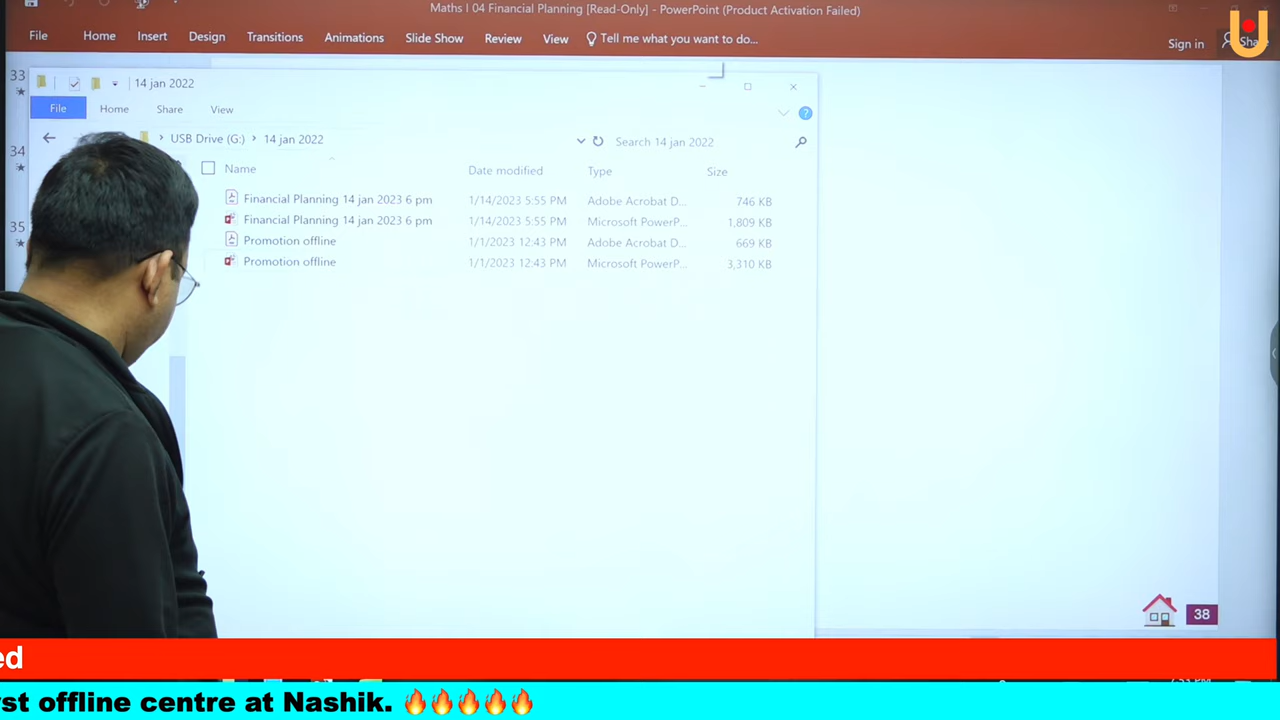 Maths I 04 Financial Planning [Read-Only] - PowerPoint (Product Activation Failed)
File Home Insert Design Transitions Animations Slide Show Review View Tell me what you want to do...
Sign in Share
33
14 jan 2022
File Home Share View
USB Drive (G:) > 14 jan 2022
Search 14 jan 2022
34
Name Date modified Type Size
Financial Planning 14 jan 2023 6 pm 1/14/2023 5:55 PM Adobe Acrobat D... 746 KB
Financial Planning 14 jan 2023 6 pm 1/14/2023 5:55 PM Microsoft PowerP... 1,809 KB
35
Promotion offline 1/1/2023 12:43 PM Adobe Acrobat D... 669 KB
Promotion offline 1/1/2023 12:43 PM Microsoft PowerP... 3,310 KB
38
ed
yst offline centre at Nashik. 🔥🔥🔥🔥🔥